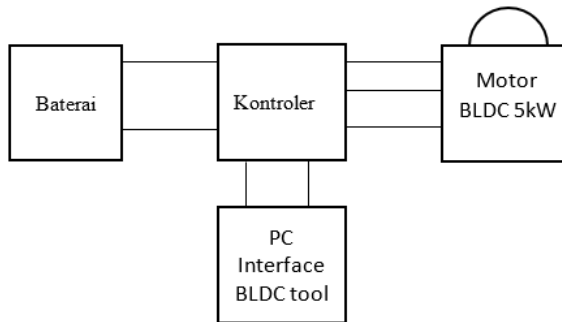 Baterai
Kontroler
Motor
BLDC 5kW
PC
Interface
BLDC tool